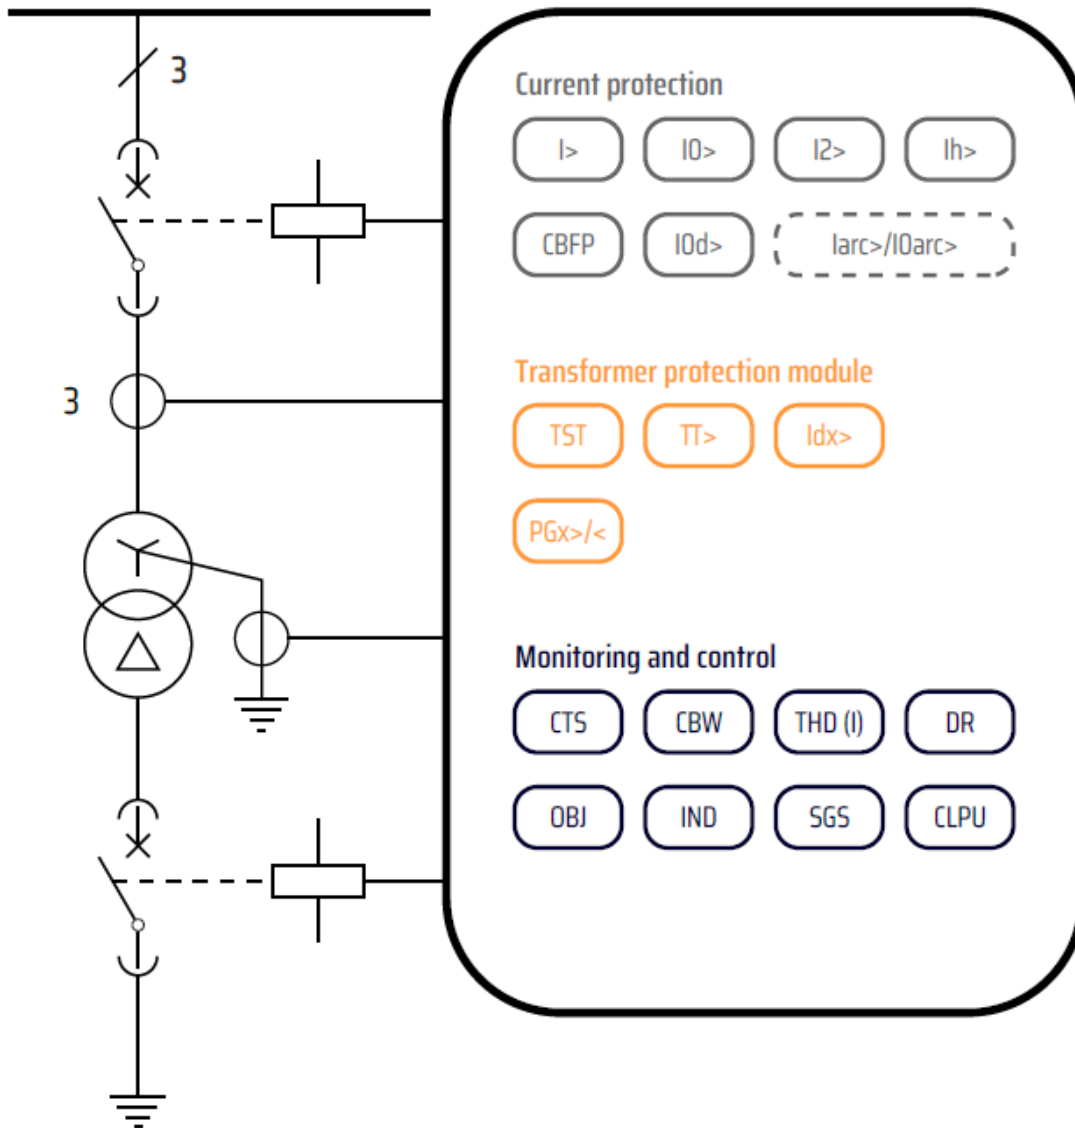 3
Current protection
I> I0> I2> Ih>
CBFP I0d> Iarc>/I0arc>
Transformer protection module
3
TST TT> Idx>
PGx>/<
Monitoring and control
CTS CBW THD (I) DR
OBJ IND SGS CLPU